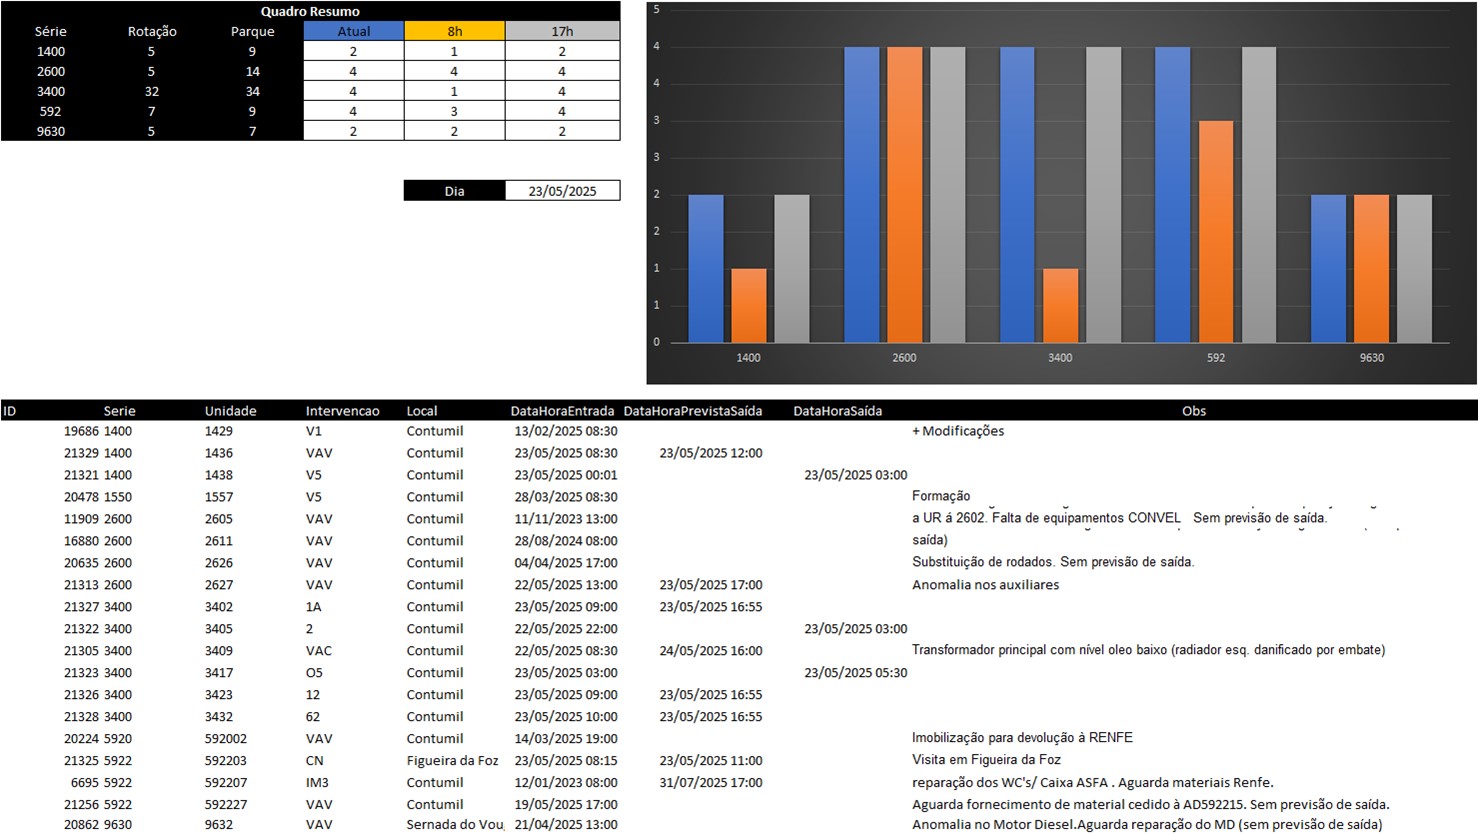 Quadro Resumo
Série Rotação Parque Atual 8h 17h
1400 5 9 2 1 2
2600 5 14 4 4 4
3400 32 34 4 1 4
592 7 9 4 3 4
9630 5 7 2 2 2
Dia 23/05/2025
5
4
4
3
3
2
2
1
1
0
1400 2600 3400 592 9630
ID Serie Unidade Intervencao Local DataHoraEntrada DataHoraPrevistaSaída DataHoraSaída Obs
19686 1400 1429 V1 Contumil 13/02/2025 08:30 + Modificações
21329 1400 1436 VAV Contumil 23/05/2025 08:30 23/05/2025 12:00
21321 1400 1438 V5 Contumil 23/05/2025 00:01 23/05/2025 03:00
20478 1550 1557 V5 Contumil 28/03/2025 08:30 Formação
11909 2600 2605 VAV Contumil 11/11/2023 13:00 a UR á 2602. Falta de equipamentos CONVEL Sem previsão de saída.
16880 2600 2611 VAV Contumil 28/08/2024 08:00 saída)
20635 2600 2626 VAV Contumil 04/04/2025 17:00 Substituição de rodados. Sem previsão de saída.
21313 2600 2627 VAV Contumil 22/05/2025 13:00 23/05/2025 17:00 Anomalia nos auxiliares
21327 3400 3402 1A Contumil 23/05/2025 09:00 23/05/2025 16:55
21322 3400 3405 2 Contumil 22/05/2025 22:00 23/05/2025 03:00
21305 3400 3409 VAC Contumil 22/05/2025 08:30 24/05/2025 16:00 Transformador principal com nível oleo baixo (radiador esq. danificado por embate)
21323 3400 3417 O5 Contumil 23/05/2025 03:00 23/05/2025 05:30
21326 3400 3423 12 Contumil 23/05/2025 09:00 23/05/2025 16:55
21328 3400 3432 62 Contumil 23/05/2025 10:00 23/05/2025 16:55
20224 5920 592002 VAV Contumil 14/03/2025 19:00 Imobilização para devolução à RENFE
21325 5922 592203 CN Figueira da Foz 23/05/2025 08:15 23/05/2025 11:00 Visita em Figueira da Foz
6695 5922 592207 IM3 Contumil 12/01/2023 08:00 31/07/2025 17:00 reparação dos WC's/ Caixa ASFA . Aguarda materiais Renfe.
21256 5922 592227 VAV Contumil 19/05/2025 17:00 Aguarda fornecimento de material cedido à AD592215. Sem previsão de saída.
20862 9630 9632 VAV Sernada do Vou 21/04/2025 13:00 Anomalia no Motor Diesel.Aguarda reparação do MD (sem previsão de saída)